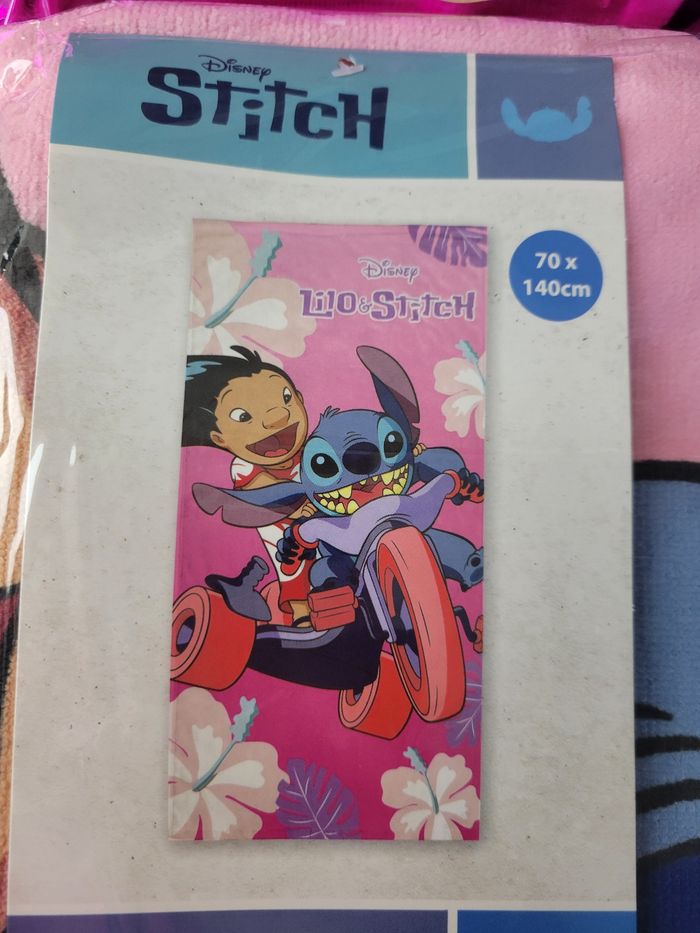 Disney
Stitch
70 x
140cm
Disney
Lilo & Stitch